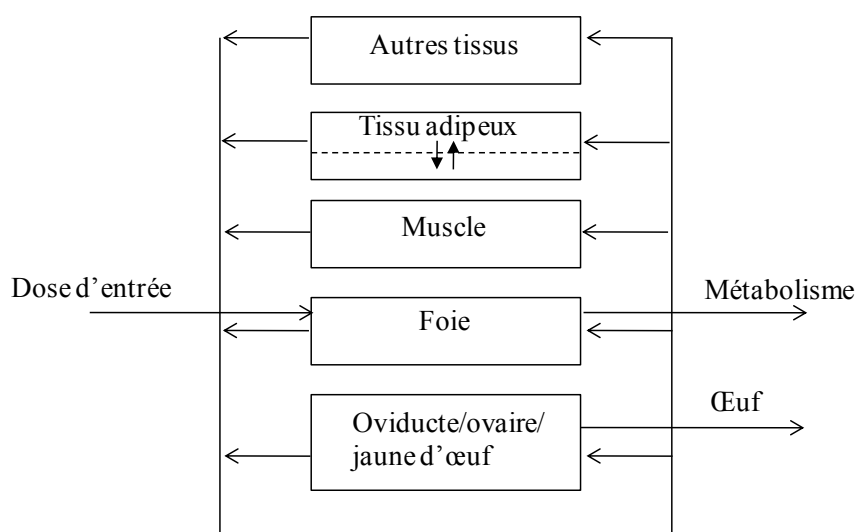 Autres tissus
Tissu adipeux
Muscle
Dose d'entrée
Métabolisme
Foie
Œuf
Oviducte/ovaire/
jaune d'œuf